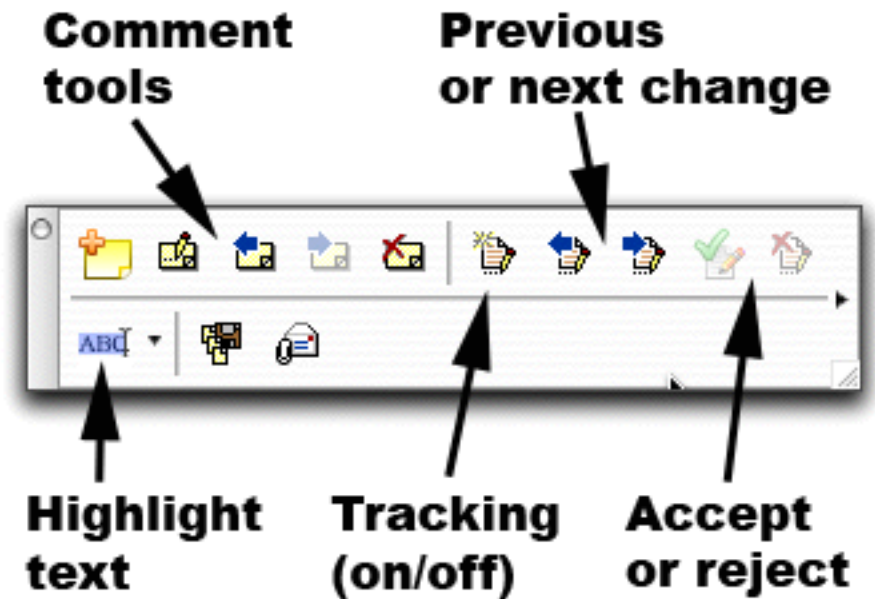 Comment
tools
Previous
or next change
ABC
Highlight
text
Tracking
(on/off)
Accept
or reject